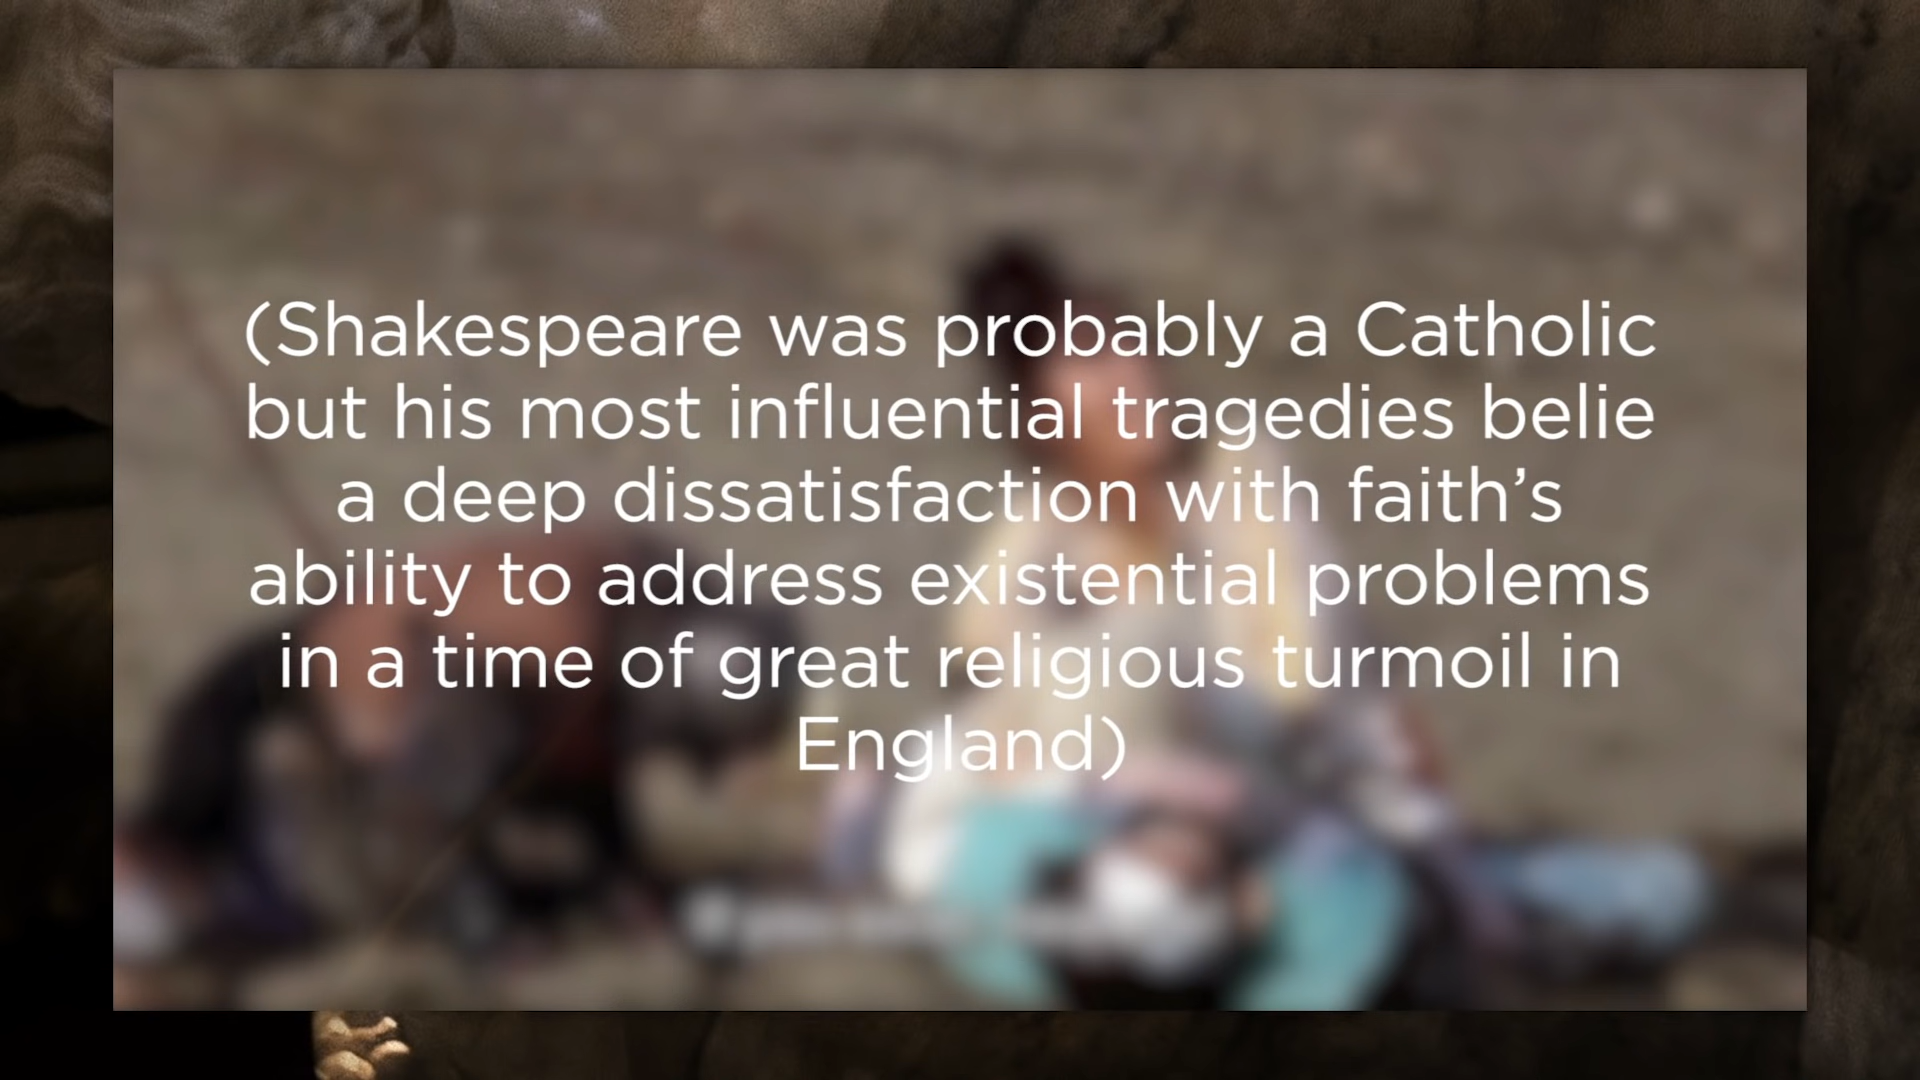 (Shakespeare was probably a Catholic
but his most influential tragedies belie
a deep dissatisfaction with faith’s
ability to address existential problems
in a time of great religious turmoil in
England)